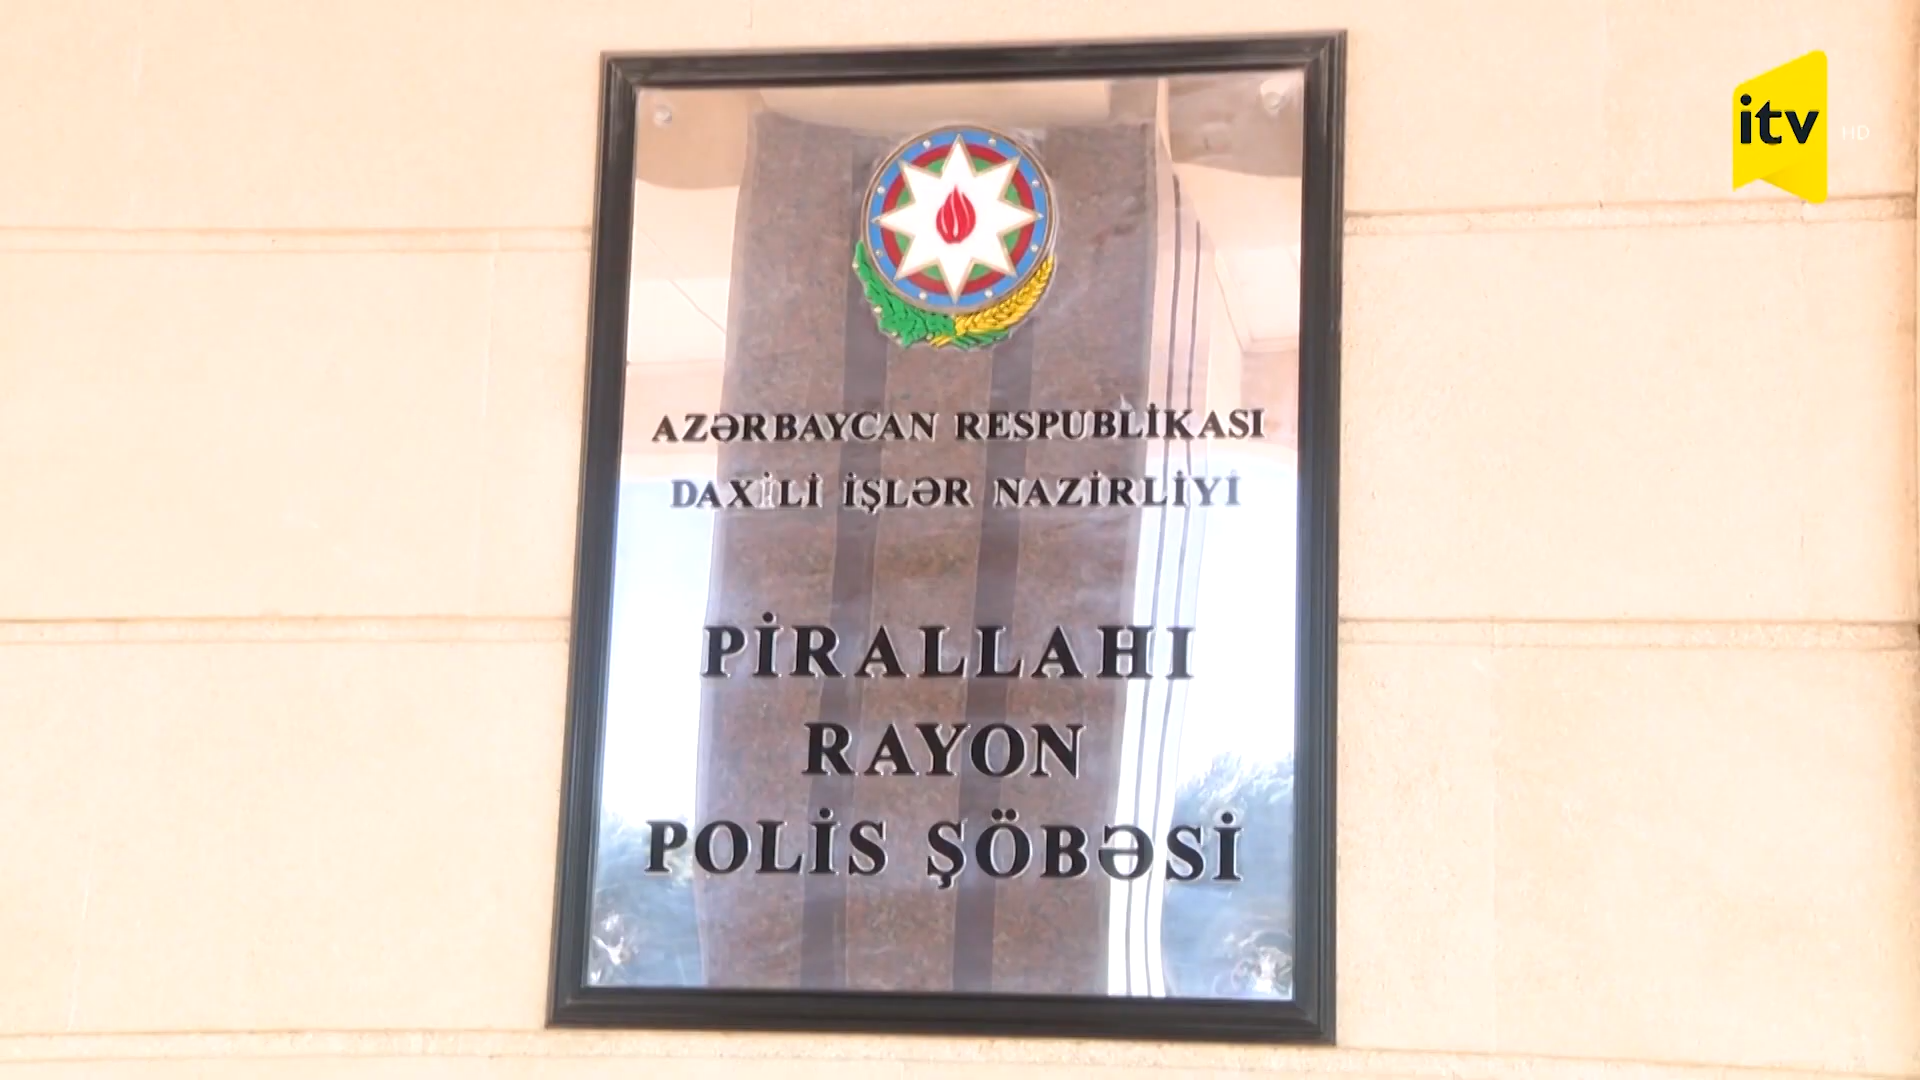 itv HD
AZƏRBAYCAN RESPUBLİKASI
DAXİLİ İŞLƏR NAZİRLİYİ
PİRALLAHI
RAYON
POLİS ŞÖBƏSİ